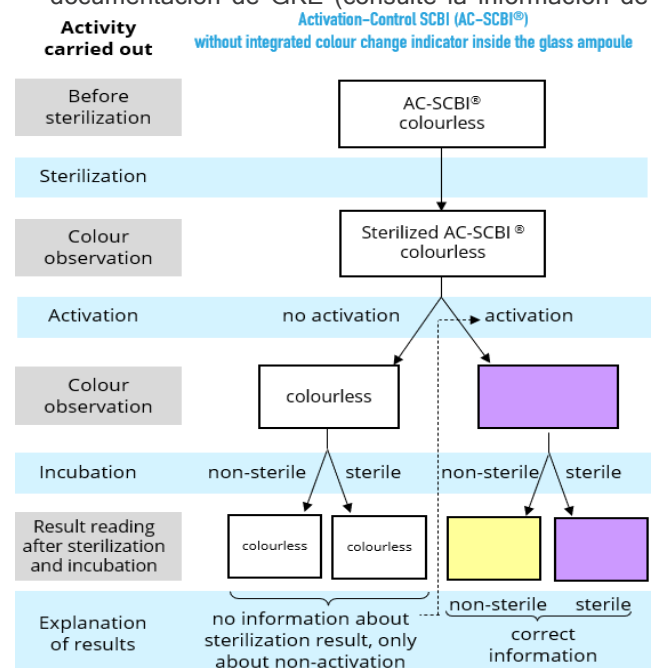 documentación de GKE (consulte la información de
Activity
carried out
Activation-Control SCBI (AC-SCBI®)
without integrated colour change indicator inside the glass ampoule
Before
sterilization
AC-SCBI®
colourless
Sterilization
Colour
observation
Sterilized AC-SCBI ®
colourless
Activation
no activation
activation
Colour
observation
colourless
Incubation
non-sterile
sterile
non-sterile
sterile
Result reading
after sterilization
and incubation
colourless
colourless
Explanation
of results
no information about
sterilization result, only
about non-activation
non-sterile
sterile
correct
information